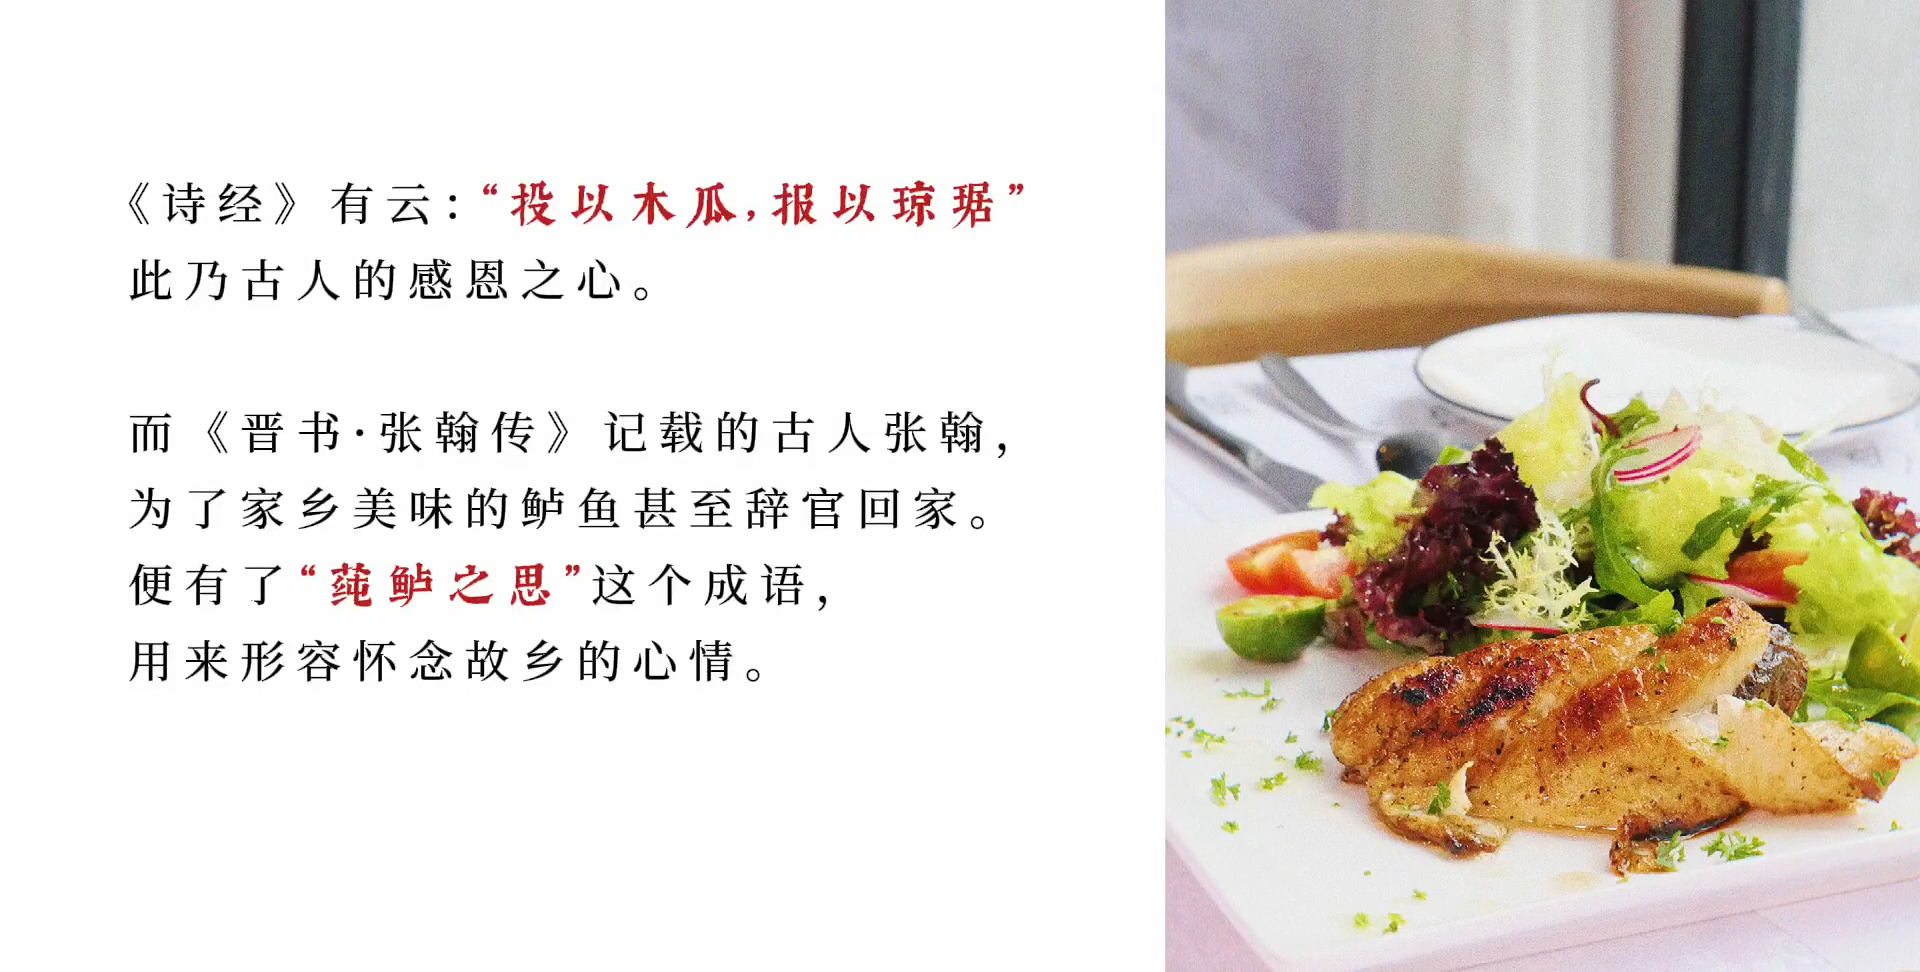 《诗经》有云：“投以木瓜，报以琼琚”
此乃古人的感恩之心。
而《晋书·张翰传》记载的古人张翰，
为了家乡美味的鲈鱼甚至辞官回家。
便有了“莼鲈之思”这个成语，
用来形容怀念故乡的心情。